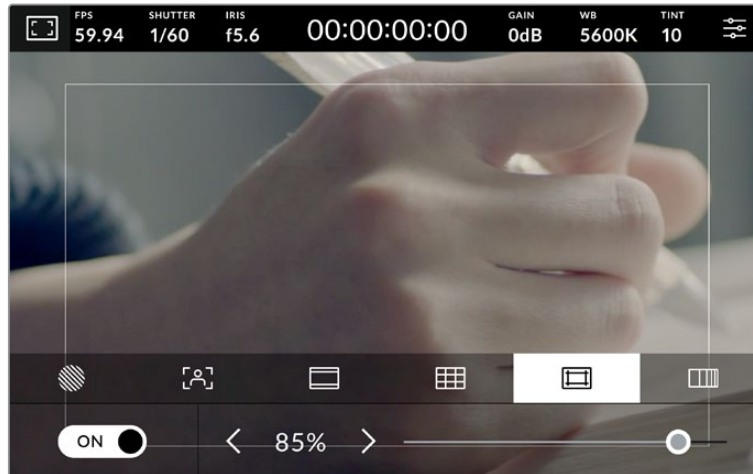 FPS SHUTTER IRIS GAIN WB TINT
59.94 1/60 f5.6 00:00:00:00 0dB 5600K 10
ON 85%